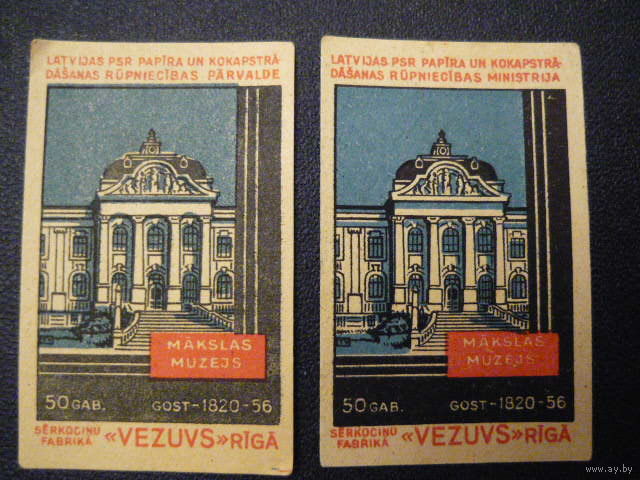 LATVIJAS PSR PAPĪRA UN KOKAPSTRĀ-
DĀŠANAS RŪPNIECĪBAS PĀRVALDE
MĀKSLAS
MUZEJS
50 GAB. GOST-1820-56
SĒRKOCIŅU
FABRIKA «VEZUVS» RĪGĀ
LATVIJAS PSR PAPĪRA UN KOKAPSTRĀ-
DĀŠANAS RŪPNIECĪBAS MINISTRIJA
MĀKSLAS
MUZEJS
50 GAB. GOST-1820-56
SĒRKOCIŅU
FABRIKA «VEZUVS» RĪGĀ
ay.by